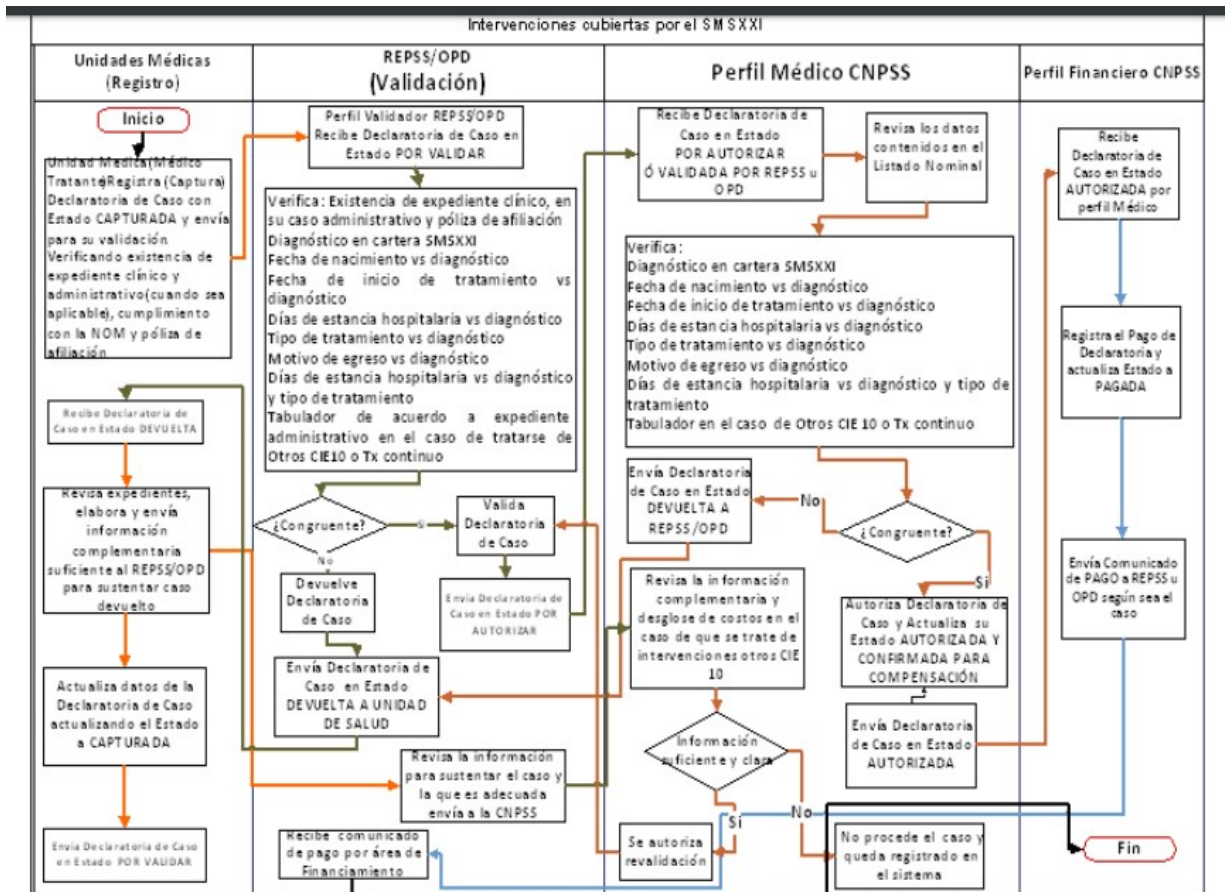 Intervenciones cubiertas por el SMSXXI
Unidades Médicas
(Registro)
REPSS/OPD
(Validación)
Perfil Médico CNPSS
Perfil Financiero CNPSS
Inicio
Unidad Medica(Médico
Tratante)Registra (Captura)
Declaratoria de Caso con
Estado CAPTURADA y envía
para su validación.
Verificando existencia de
expediente clínico y
administrativo(cuando sea
aplicable), cumplimiento
con la NOM y póliza de
afiliación
Recibe Declaratoria de
Caso en Estado DEVUELTA
Revisa expedientes,
elabora y envía
información
complementaria
suficiente al REPSS/OPD
para sustentar caso
devuelto
Actualiza datos de la
Declaratoria de Caso
actualizando el Estado
a CAPTURADA
Envía Declaratoria de Caso
en Estado POR VALIDAR
Perfil Validador REPSS/OPD
Recibe Declaratoria de Caso en
Estado POR VALIDAR
Verifica: Existencia de expediente clínico, en
su caso administrativo y póliza de afiliación
Diagnóstico en cartera SMSXXI
Fecha de nacimiento vs diagnóstico
Fecha de inicio de tratamiento vs
diagnóstico
Días de estancia hospitalaria vs diagnóstico
Tipo de tratamiento vs diagnóstico
Motivo de egreso vs diagnóstico
Días de estancia hospitalaria vs diagnóstico
y tipo de tratamiento
Tabulador de acuerdo a expediente
administrativo en el caso de tratarse de
Otros CIE10 o Tx continuo
¿Congruente?
si
No
Valida
Declaratoria
de Caso
Devuelve
Declaratoria
de Caso
Envía Declaratoria de
Caso en Estado POR
AUTORIZAR
Envía Declaratoria de
Caso en Estado
DEVUELTA A UNIDAD
DE SALUD
Revisa la información
para sustentar el caso y
la que es adecuada
envía a la CNPSS
Recibe comunicado
de pago por área de
Financiamiento
Recibe Declaratoria de
Caso en Estado
POR AUTORIZAR
Ó VALIDADA POR REPSS u
OPD
Revisa los datos
contenidos en el
Listado Nominal
Verifica:
Diagnóstico en cartera SMSXXI
Fecha de nacimiento vs diagnóstico
Fecha de inicio de tratamiento vs diagnóstico
Días de estancia hospitalaria vs diagnóstico
Tipo de tratamiento vs diagnóstico
Motivo de egreso vs diagnóstico
Días de estancia hospitalaria vs diagnóstico y tipo de
tratamiento
Tabulador en el caso de Otros CIE 10 o Tx continuo
Envía Declaratoria
de Caso en Estado
DEVUELTA A
REPSS/OPD
No
¿Congruente?
Si
Revisa la información
complementaria y
desglose de costos en el
caso de que se trate de
intervenciones otros CIE
10
Autoriza Declaratoria de
Caso y Actualiza su
Estado AUTORIZADA Y
CONFIRMADA PARA
COMPENSACIÓN
Envía Declaratoria
de Caso en Estado
AUTORIZADA
Información
suficiente y clara
Si
No
Se autoriza
revalidación
No procede el caso y
queda registrado en
el sistema
Recibe
Declaratoria de
Caso en Estado
AUTORIZADA por
perfil Médico
Registra el Pago de
Declaratoria y
actualiza Estado a
PAGADA
Envía Comunicado
de PAGO a REPSS u
OPD según sea el
caso
Fin